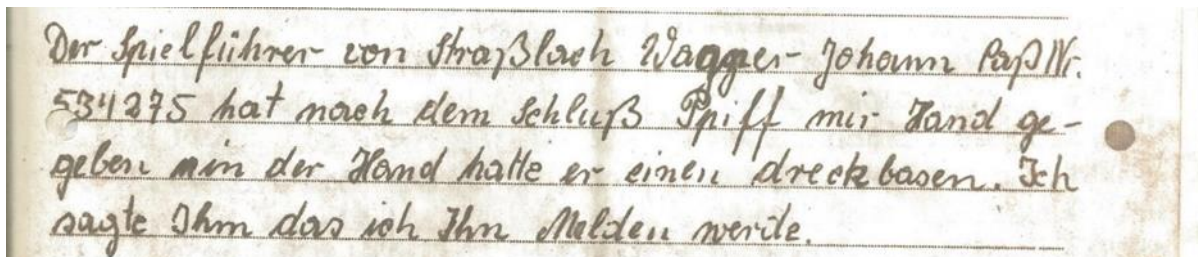 Der Spielführer von Straßlach Wagner Johann Paß Nr.
534275 hat nach dem Schluß Pfiff mir Hand ge-
geben in der Hand hatte er einen dreckbasen. Ich
sagte Ihm das ich Ihn Melden werde.